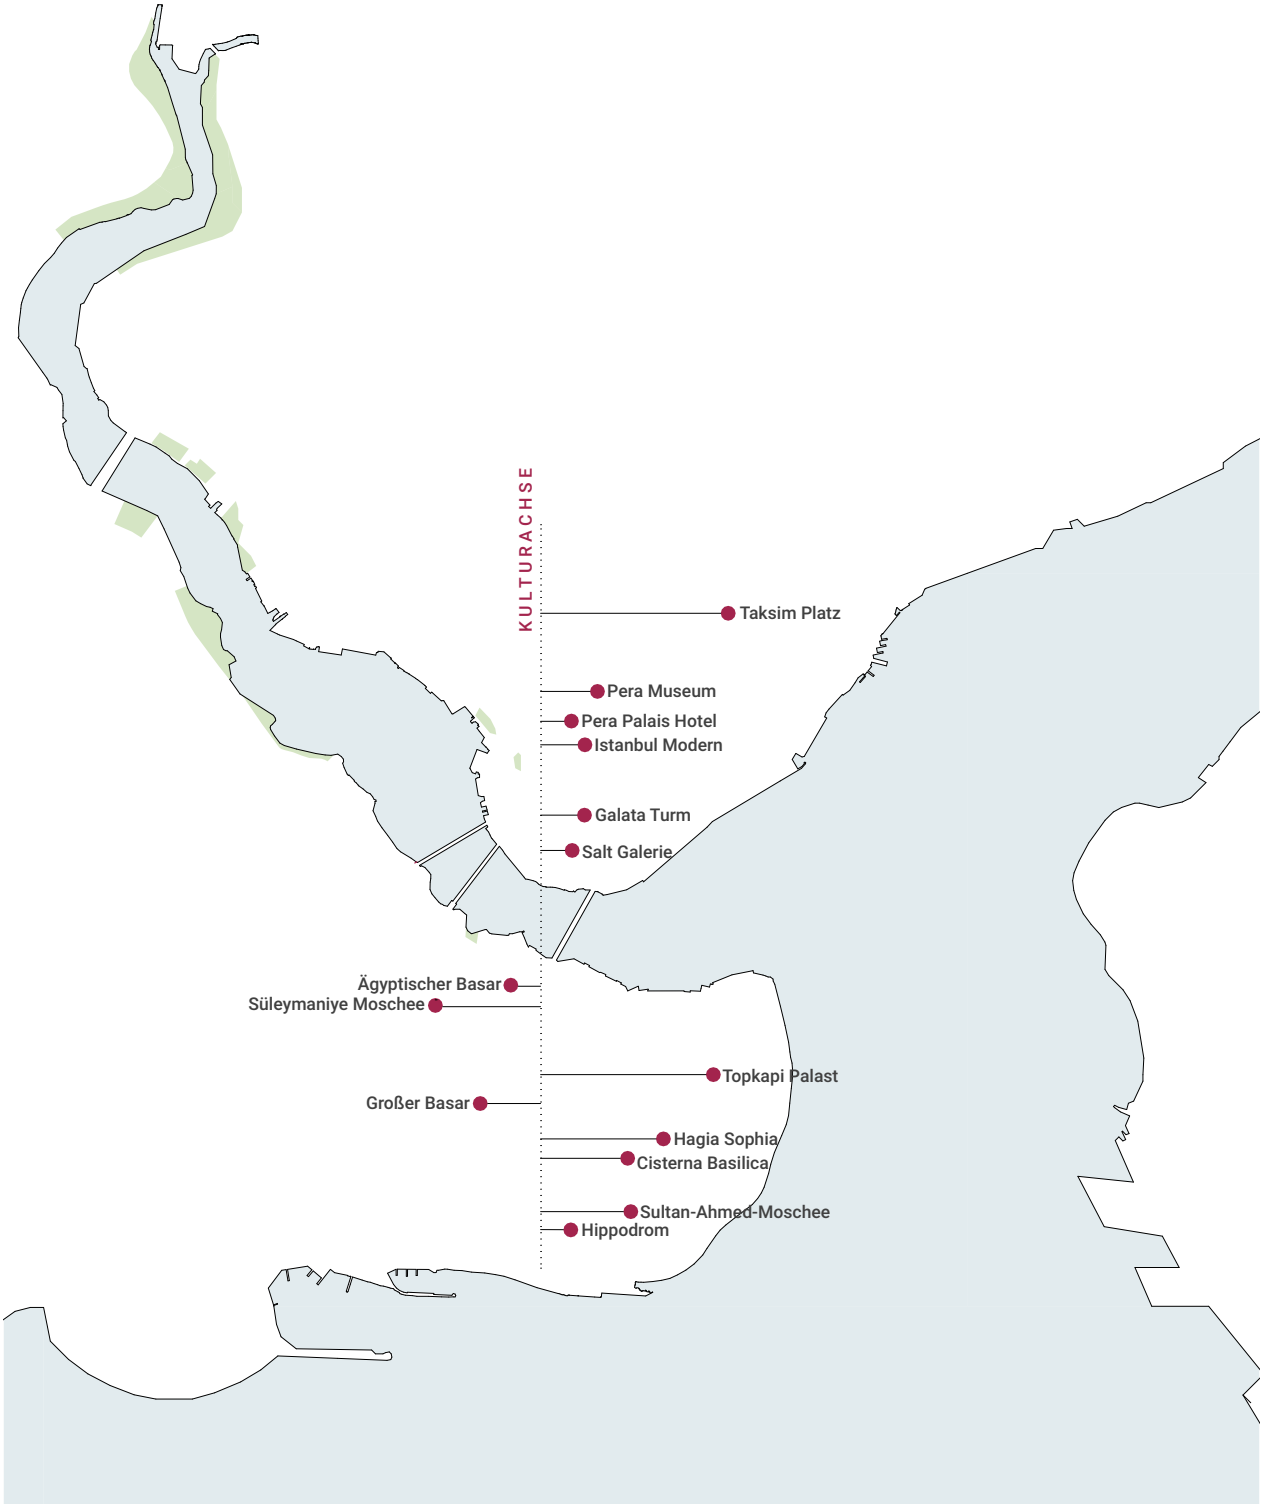 KULTURACHSE
Taksim Platz
Pera Museum
Pera Palais Hotel
Istanbul Modern
Galata Turm
Salt Galerie
Ägyptischer Basar
Süleymaniye Moschee
Topkapi Palast
Großer Basar
Hagia Sophia
Cisterna Basilica
Sultan-Ahmed-Moschee
Hippodrom